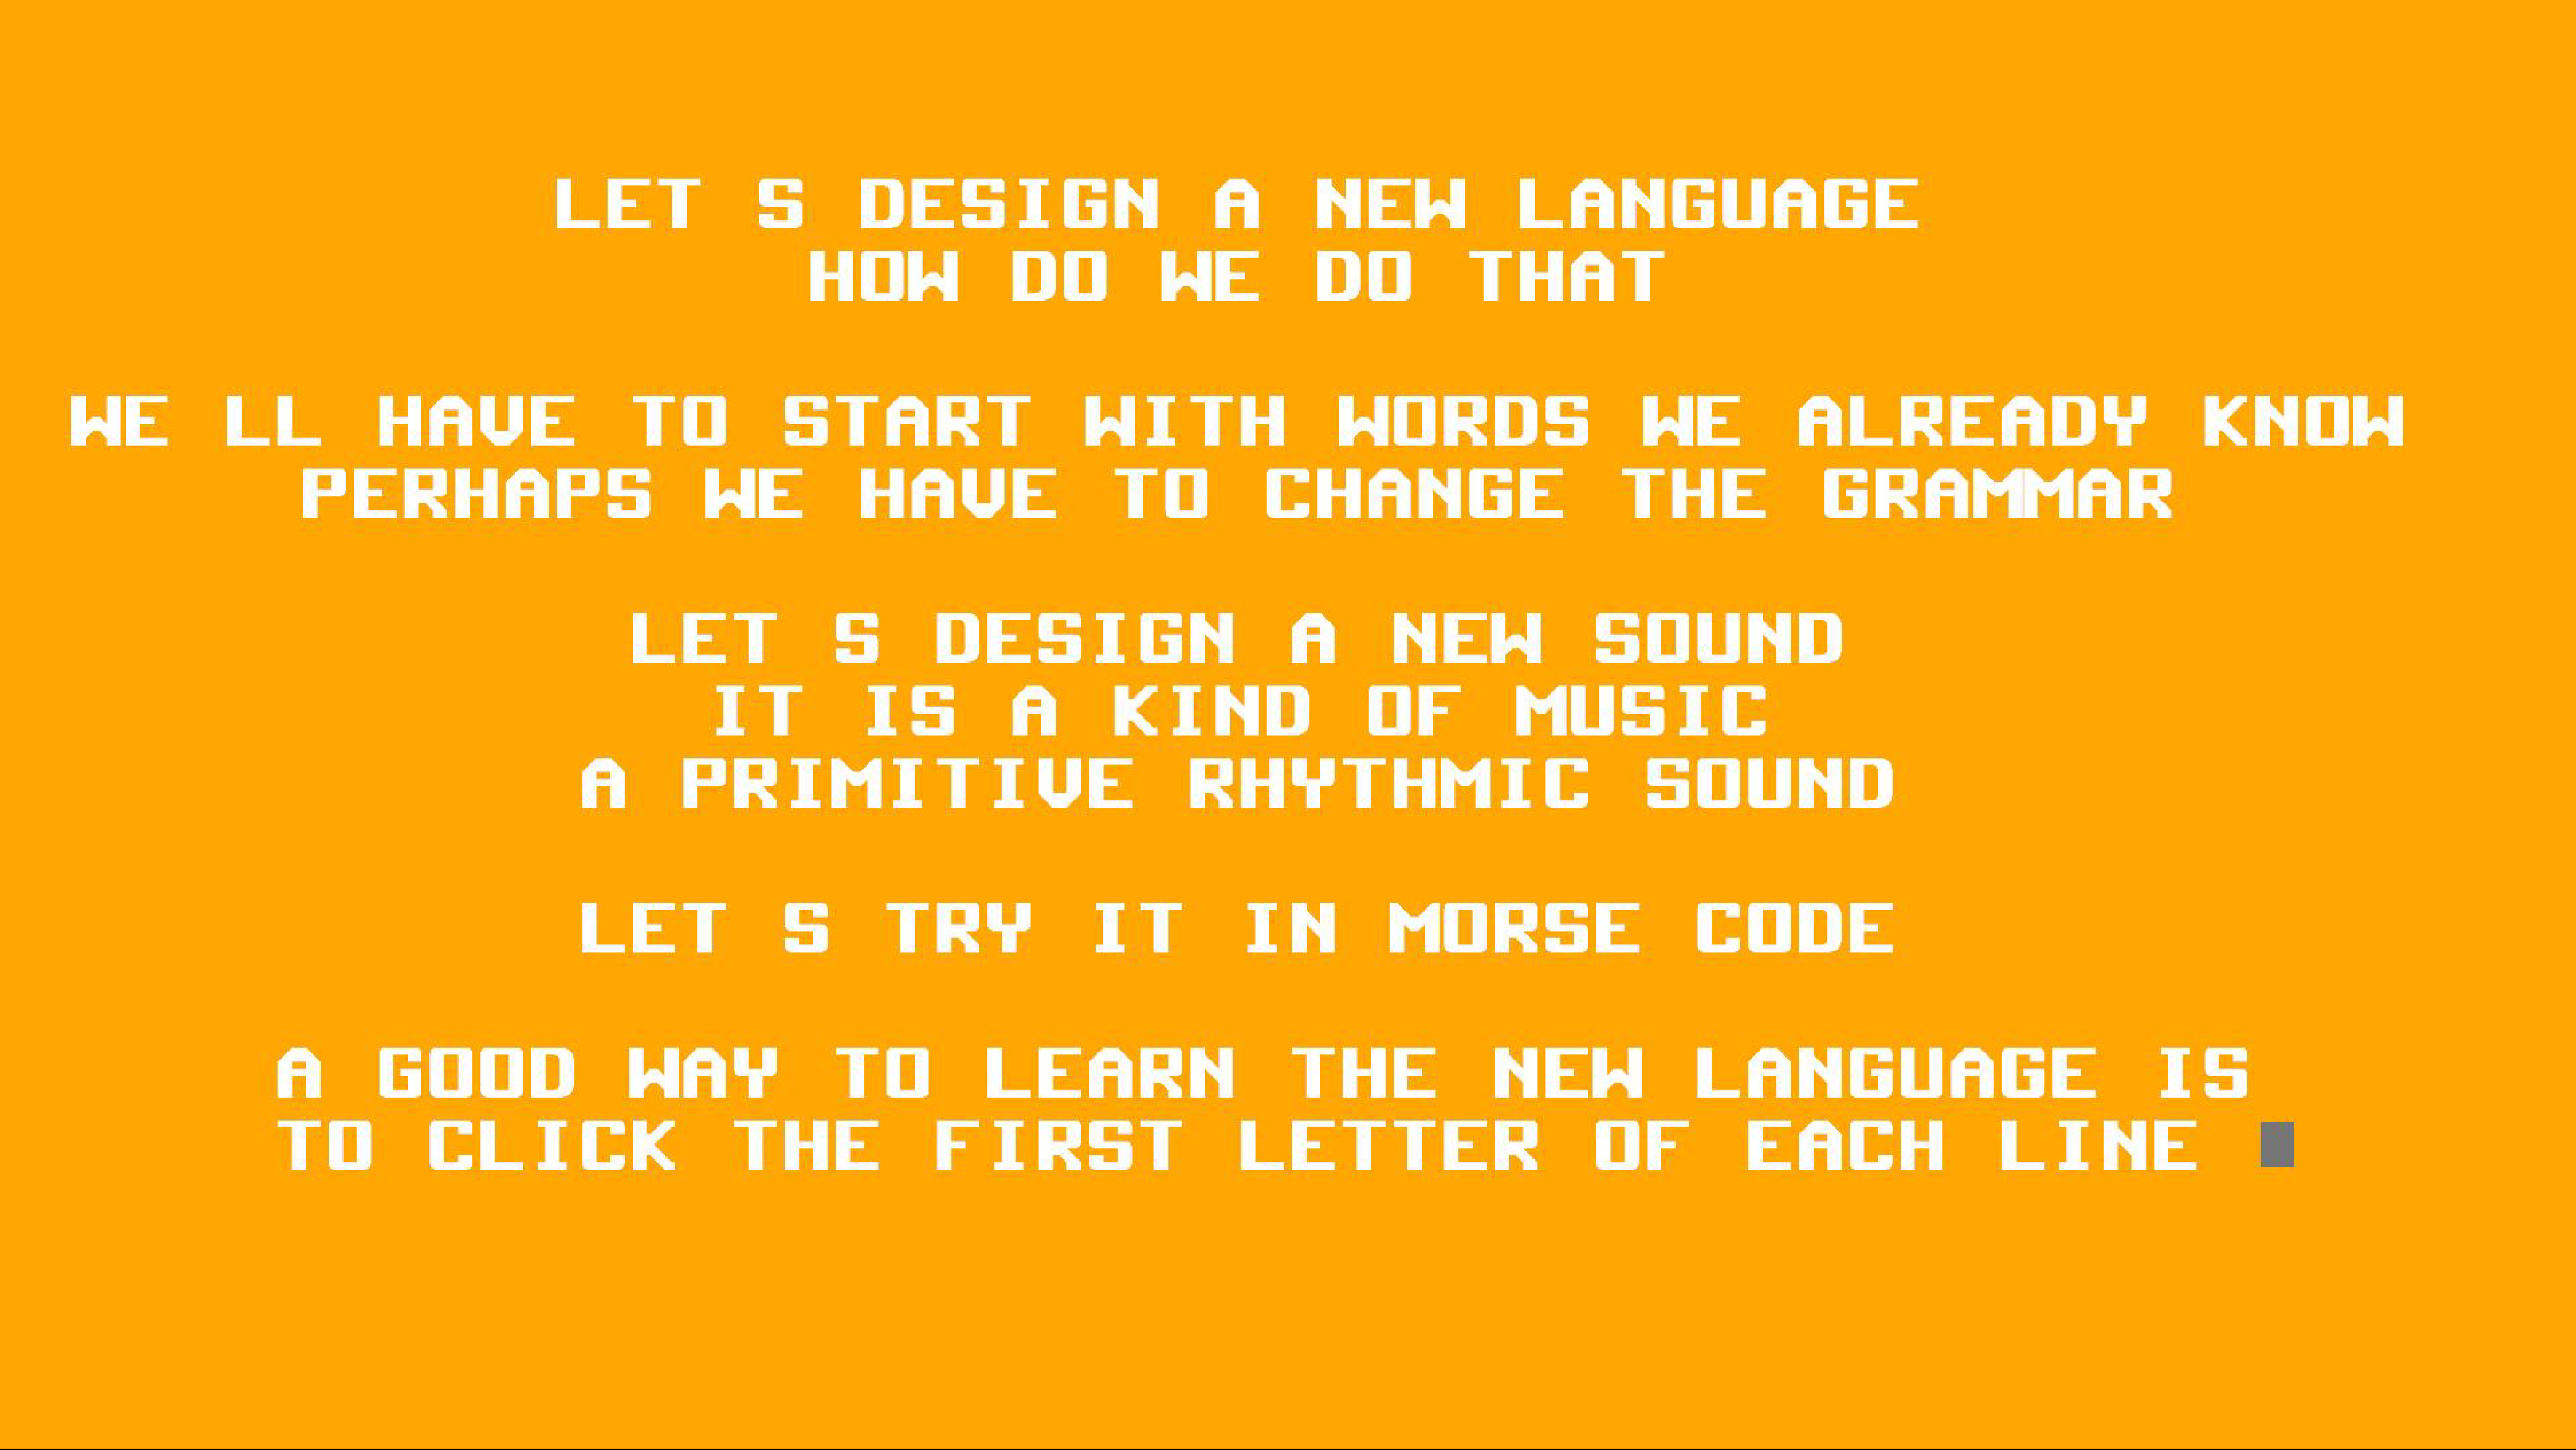 LET S DESIGN A NEW LANGUAGE
HOW DO WE DO THAT
WE LL HAVE TO START WITH WORDS WE ALREADY KNOW
PERHAPS WE HAVE TO CHANGE THE GRAMMAR
LET S DESIGN A NEW SOUND
IT IS A KIND OF MUSIC
A PRIMITIVE RHYTHMIC SOUND
LET S TRY IT IN MORSE CODE
A GOOD WAY TO LEARN THE NEW LANGUAGE IS
TO CLICK THE FIRST LETTER OF EACH LINE